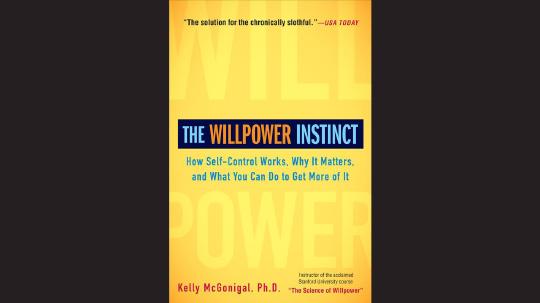 "The solution for the chronically slothful."—USA TODAY
WILL
THE WILLPOWER INSTINCT
How Self-Control Works, Why It Matters,
and What You Can Do to Get More of It
POWER
Kelly McGonigal, Ph.D.
Instructor of the acclaimed
Stanford University course
"The Science of Willpower"